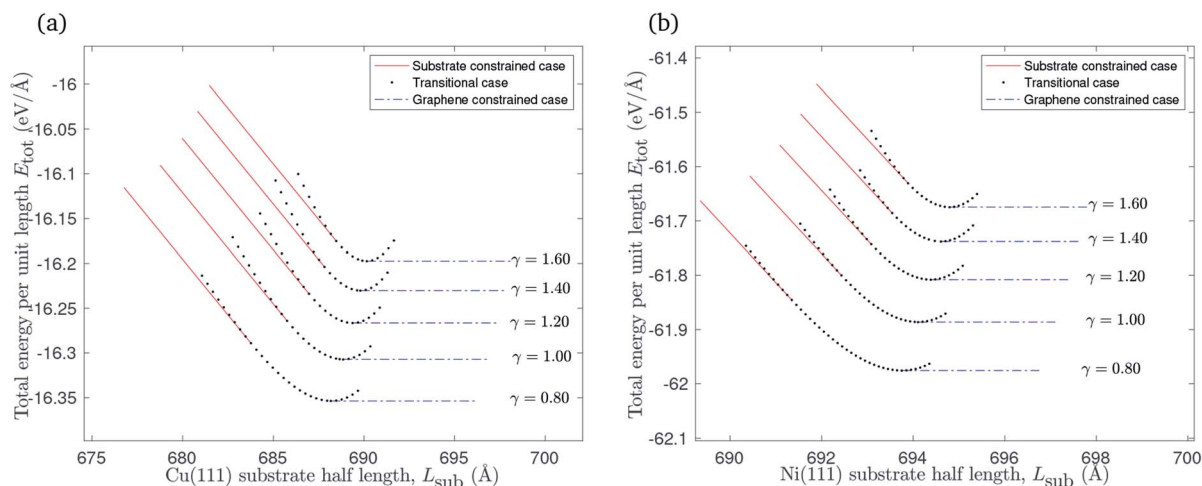 (a)
Total energy per unit length E_tot (eV/Å)
-16
-16.05
-16.1
-16.15
-16.2
-16.25
-16.3
-16.35
Substrate constrained case
Transitional case
Graphene constrained case
γ = 1.60
γ = 1.40
γ = 1.20
γ = 1.00
γ = 0.80
675 680 685 690 695 700
Cu(111) substrate half length, L_sub (Å)
(b)
Total energy per unit length E_tot (eV/Å)
-61.4
-61.5
-61.6
-61.7
-61.8
-61.9
-62
-62.1
Substrate constrained case
Transitional case
Graphene constrained case
γ = 1.60
γ = 1.40
γ = 1.20
γ = 1.00
γ = 0.80
690 692 694 696 698 700
Ni(111) substrate half length, L_sub (Å)